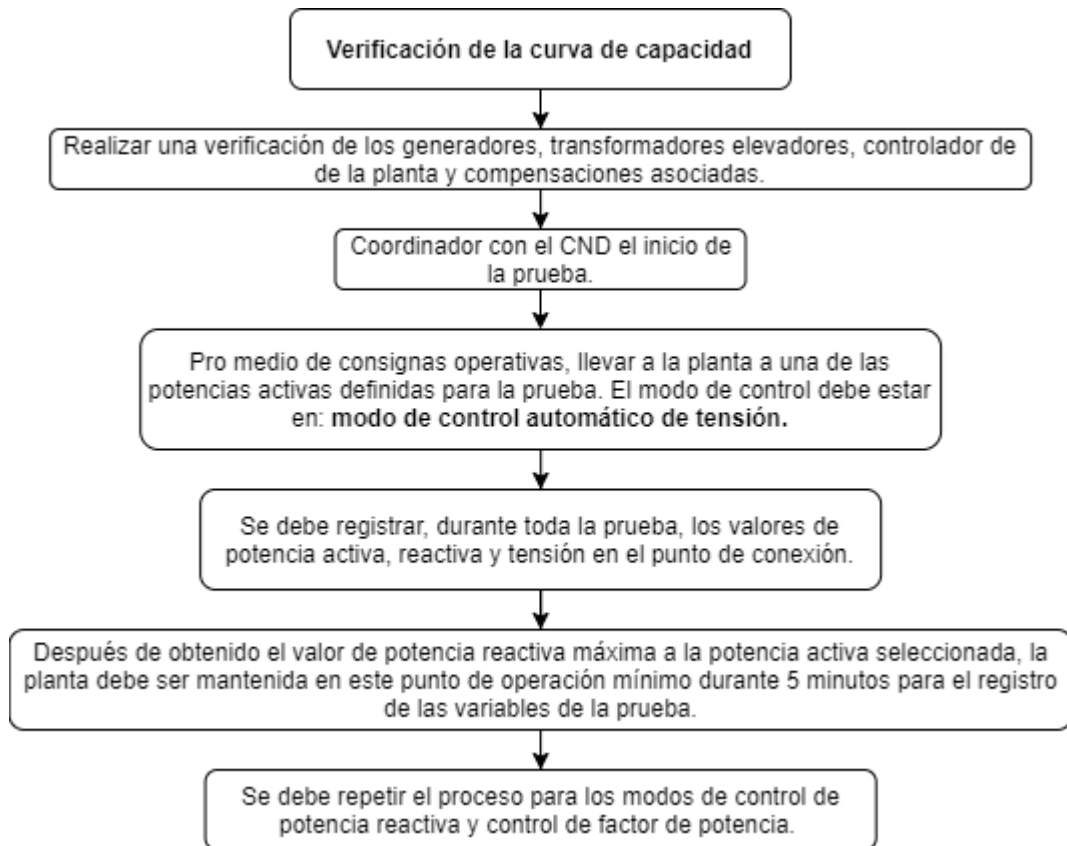 Verificación de la curva de capacidad
Realizar una verificación de los generadores, transformadores elevadores, controlador de
de la planta y compensaciones asociadas.
Coordinador con el CND el inicio de
la prueba.
Pro medio de consignas operativas, llevar a la planta a una de las
potencias activas definidas para la prueba. El modo de control debe estar
en: modo de control automático de tensión.
Se debe registrar, durante toda la prueba, los valores de
potencia activa, reactiva y tensión en el punto de conexión.
Después de obtenido el valor de potencia reactiva máxima a la potencia activa seleccionada, la
planta debe ser mantenida en este punto de operación mínimo durante 5 minutos para el registro
de las variables de la prueba.
Se debe repetir el proceso para los modos de control de
potencia reactiva y control de factor de potencia.